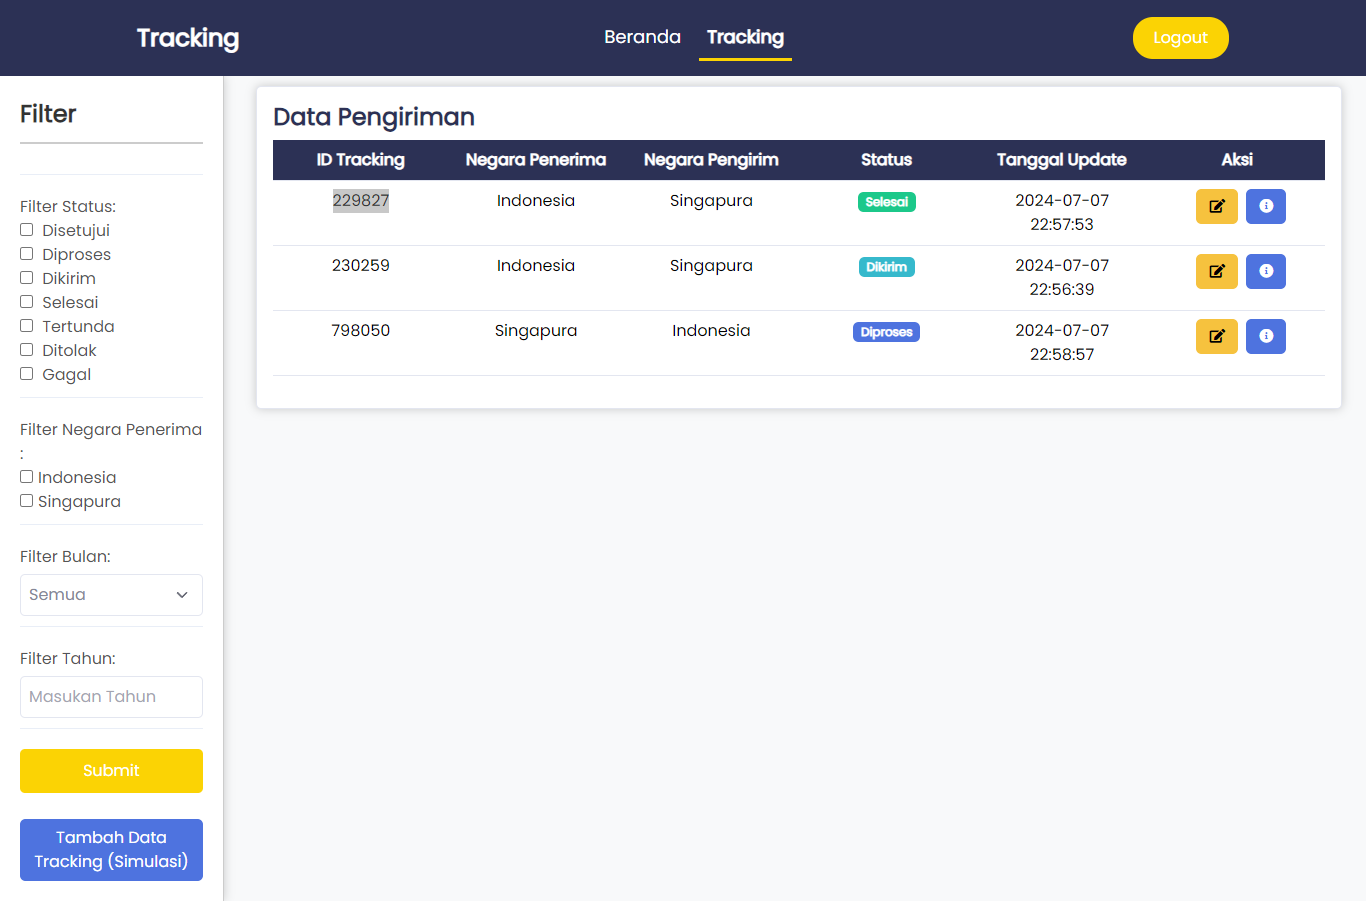 Tracking
Beranda
Tracking
Logout
Filter
Filter Status:
Disetujui
Diproses
Dikirim
Selesai
Tertunda
Ditolak
Gagal
Filter Negara Penerima
:
Indonesia
Singapura
Filter Bulan:
Semua
Filter Tahun:
Masukan Tahun
Submit
Tambah Data
Tracking (Simulasi)
Data Pengiriman
ID Tracking Negara Penerima Negara Pengirim Status Tanggal Update Aksi
229827 Indonesia Singapura Selesai 2024-07-07
22:57:53
230259 Indonesia Singapura Dikirim 2024-07-07
22:56:39
798050 Singapura Indonesia Diproses 2024-07-07
22:58:57